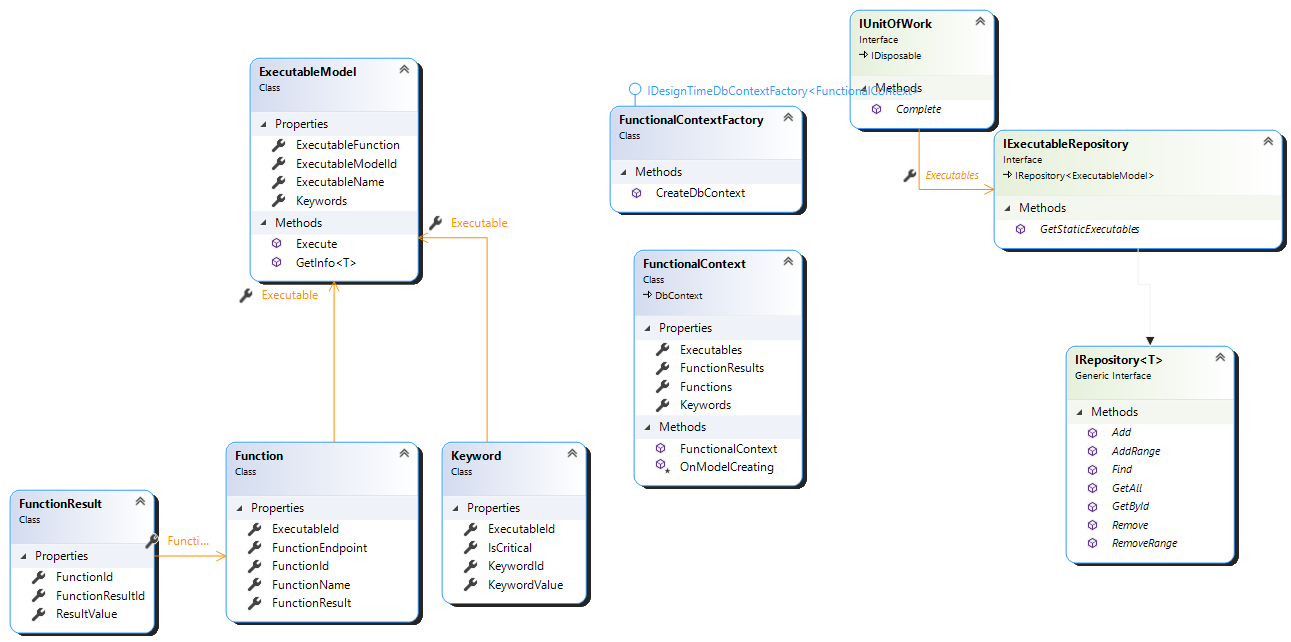 ExecutableModel
Class
Properties
ExecutableFunction
ExecutableModelId
ExecutableName
Keywords
Methods
Execute
GetInfo<T>
Executable
Executable
FunctionResult
Class
Properties
FunctionId
FunctionResultId
ResultValue
Functi...
Function
Class
Properties
ExecutableId
FunctionEndpoint
FunctionId
FunctionName
FunctionResult
Keyword
Class
Properties
ExecutableId
IsCritical
KeywordId
KeywordValue
IDesignTimeDbContextFactory<FunctionalContext>
FunctionalContextFactory
Class
Methods
CreateDbContext
FunctionalContext
Class
DbContext
Properties
Executables
FunctionResults
Functions
Keywords
Methods
FunctionalContext
OnModelCreating
IUnitOfWork
Interface
IDisposable
Methods
Complete
Executables
IExecutableRepository
Interface
IRepository<ExecutableModel>
Methods
GetStaticExecutables
IRepository<T>
Generic Interface
Methods
Add
AddRange
Find
GetAll
GetById
Remove
RemoveRange